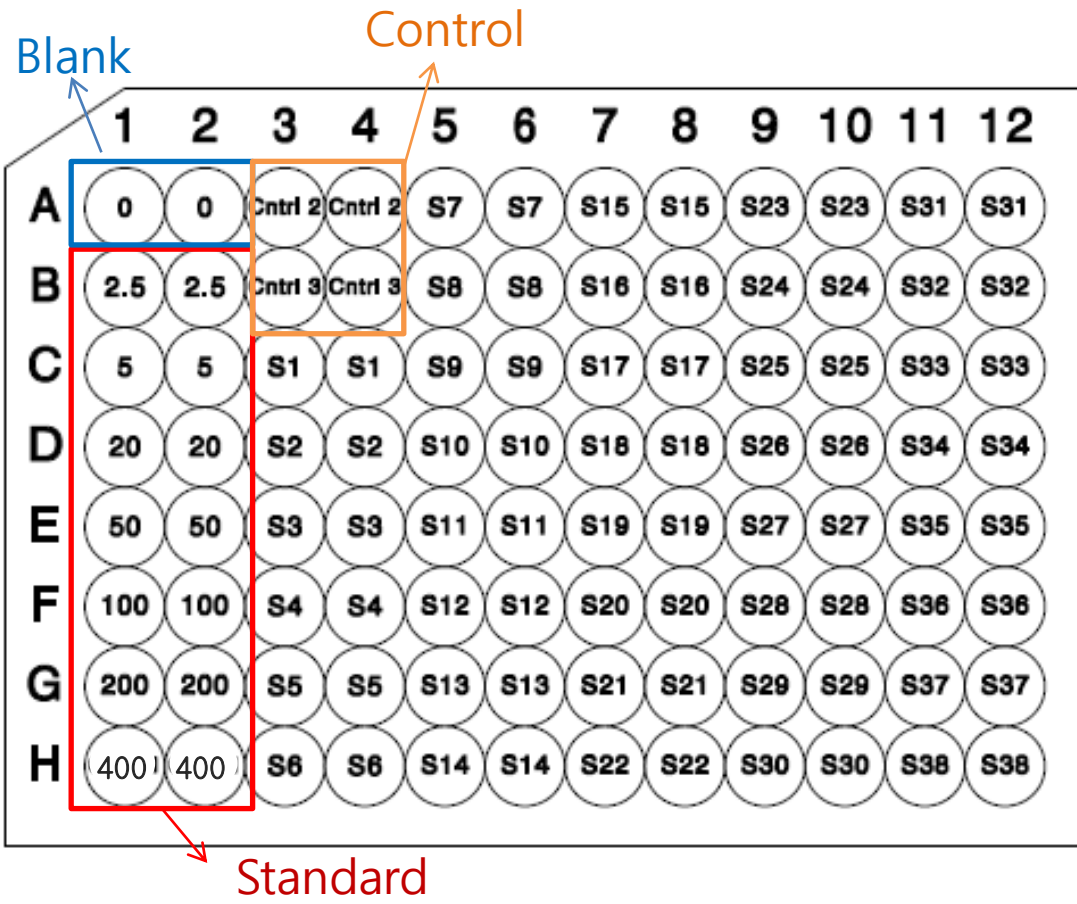 Control
Blank
1 2 3 4 5 6 7 8 9 10 11 12
A 0 0 Cntrl 2 Cntrl 2 S7 S7 S15 S15 S23 S23 S31 S31
B 2.5 2.5 Cntrl 3 Cntrl 3 S8 S8 S16 S16 S24 S24 S32 S32
C 5 5 S1 S1 S9 S9 S17 S17 S25 S25 S33 S33
D 20 20 S2 S2 S10 S10 S18 S18 S26 S26 S34 S34
E 50 50 S3 S3 S11 S11 S19 S19 S27 S27 S35 S35
F 100 100 S4 S4 S12 S12 S20 S20 S28 S28 S36 S36
G 200 200 S5 S5 S13 S13 S21 S21 S29 S29 S37 S37
H 400 400 S6 S6 S14 S14 S22 S22 S30 S30 S38 S38
Standard